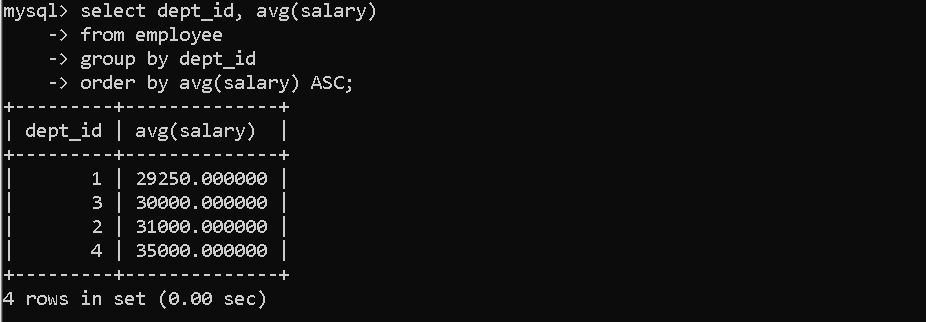 mysql> select dept_id, avg(salary)
    -> from employee
    -> group by dept_id
    -> order by avg(salary) ASC;
+---------+--------------+
| dept_id | avg(salary)  |
+---------+--------------+
|       1 | 29250.000000 |
|       3 | 30000.000000 |
|       2 | 31000.000000 |
|       4 | 35000.000000 |
+---------+--------------+
4 rows in set (0.00 sec)